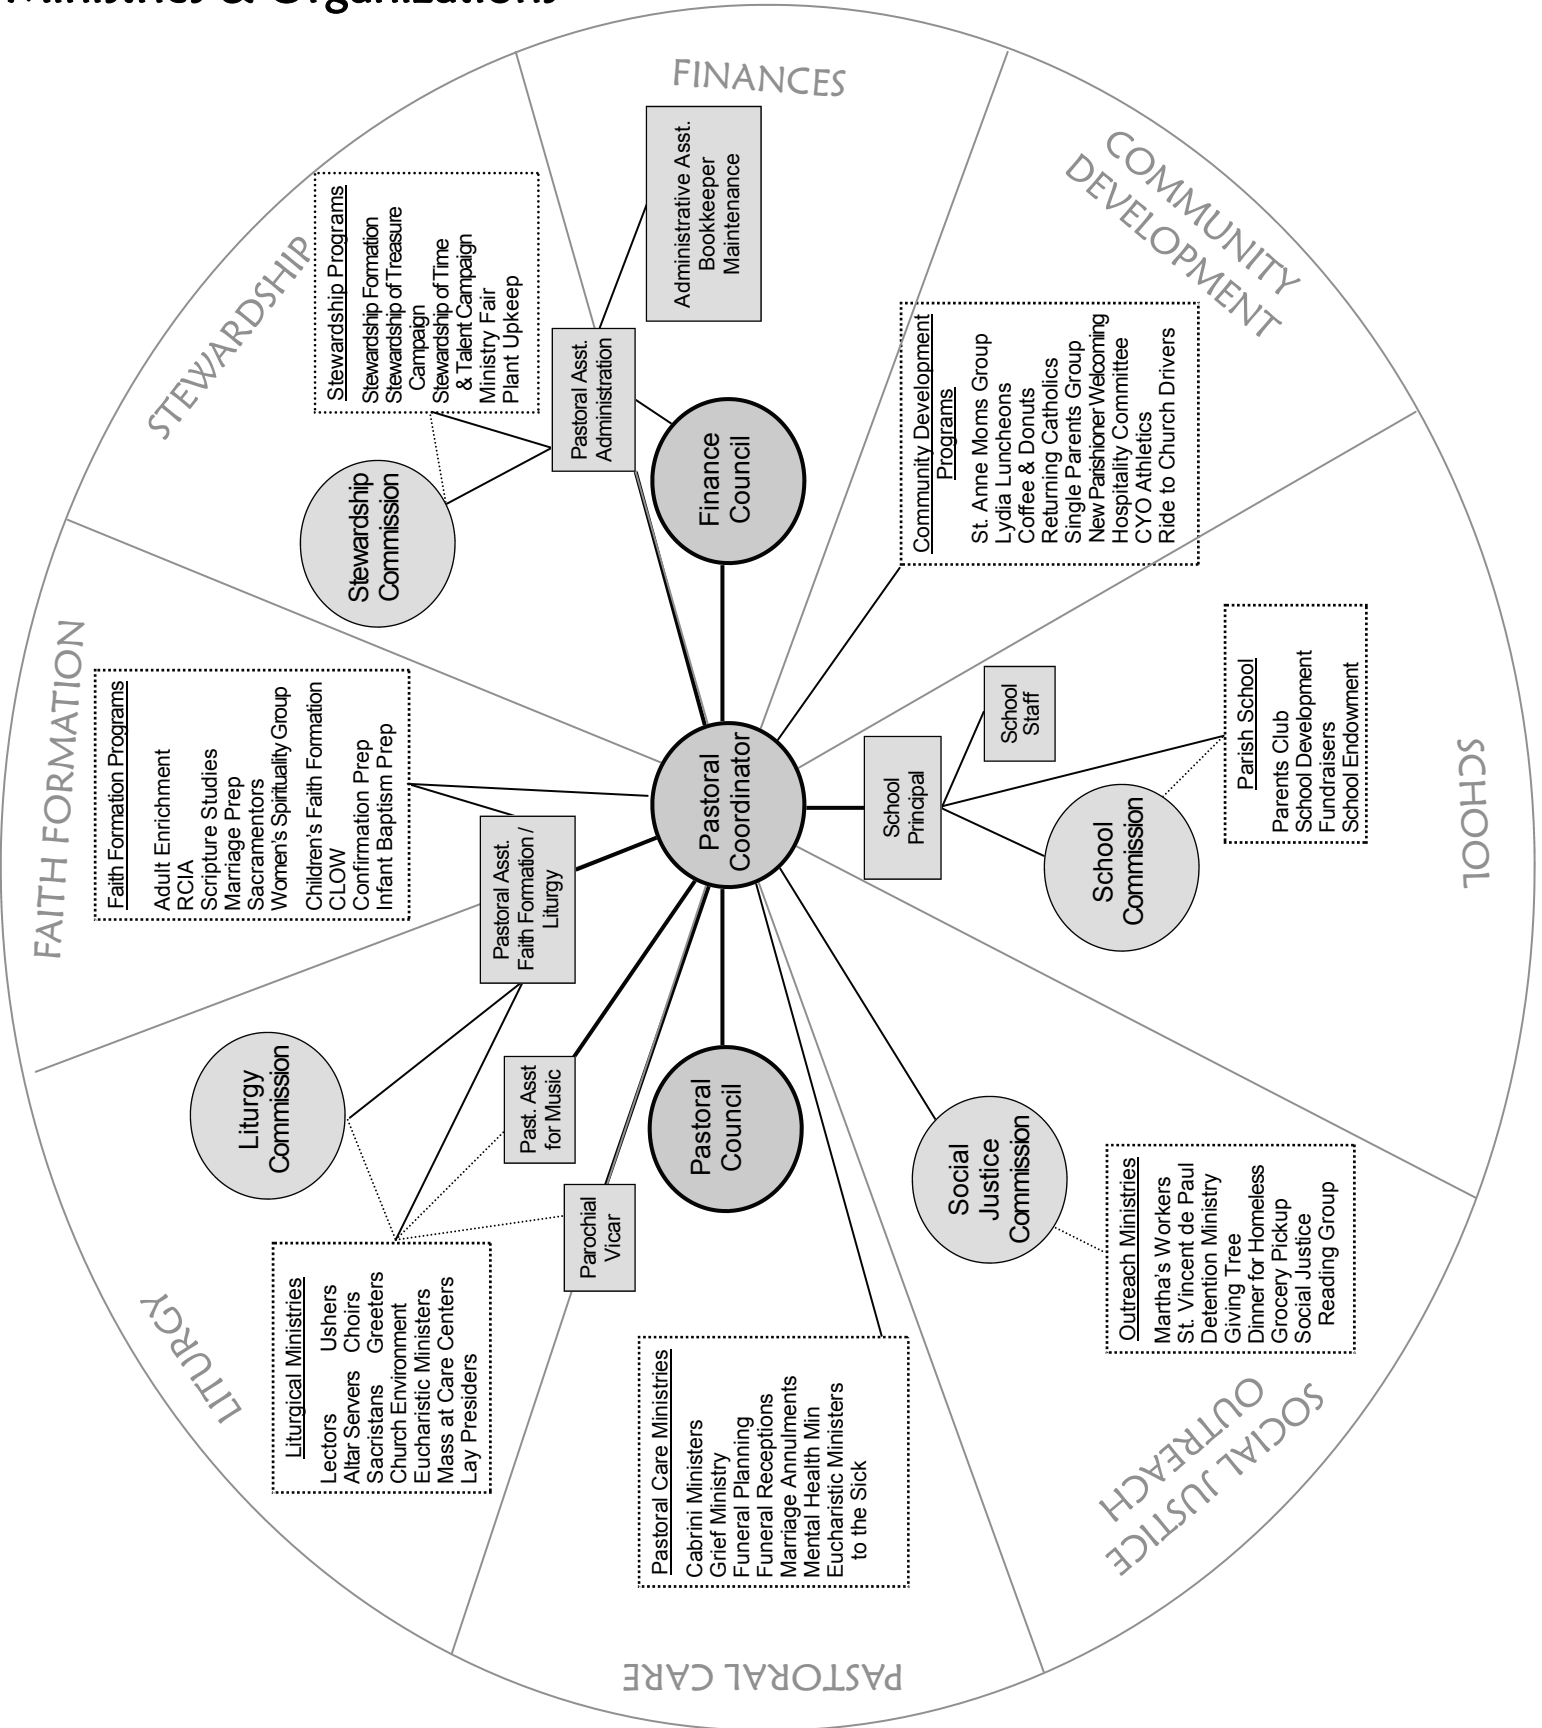 Ministries & Organizations
FINANCES
COMMUNITY
DEVELOPMENT
SCHOOL
SOCIAL JUSTICE
OUTREACH
PASTORAL CARE
LITURGY
FAITH FORMATION
STEWARDSHIP
Administrative Asst.
Bookkeeper
Maintenance
Stewardship Programs
Stewardship Formation
Stewardship of Treasure
Campaign
Stewardship of Time
& Talent Campaign
Ministry Fair
Plant Upkeep
Pastoral Asst.
Administration
Stewardship
Commission
Finance
Council
Community Development
Programs
St. Anne Moms Group
Lydia Luncheons
Coffee & Donuts
Returning Catholics
Single Parents Group
New Parishioner Welcoming
Hospitality Committee
CYO Athletics
Ride to Church Drivers
Faith Formation Programs
Adult Enrichment
RCIA
Scripture Studies
Marriage Prep
Sacramentors
Women's Spirituality Group
Children's Faith Formation
CLOW
Confirmation Prep
Infant Baptism Prep
Pastoral Asst.
Faith Formation /
Liturgy
Pastoral
Coordinator
School
Principal
School
Staff
School
Commission
Parish School
Parents Club
School Development
Fundraisers
School Endowment
Liturgy
Commission
Past. Asst
for Music
Parochial
Vicar
Pastoral
Council
Social
Justice
Commission
Outreach Ministries
Martha's Workers
St. Vincent de Paul
Detention Ministry
Giving Tree
Dinner for Homeless
Grocery Pickup
Social Justice
Reading Group
Liturgical Ministries
Lectors Ushers
Altar Servers Choirs
Sacristans Greeters
Church Environment
Eucharistic Ministers
Mass at Care Centers
Lay Presiders
Pastoral Care Ministries
Cabrini Ministers
Grief Ministry
Funeral Planning
Funeral Receptions
Marriage Annulments
Mental Health Min
Eucharistic Ministers
to the Sick